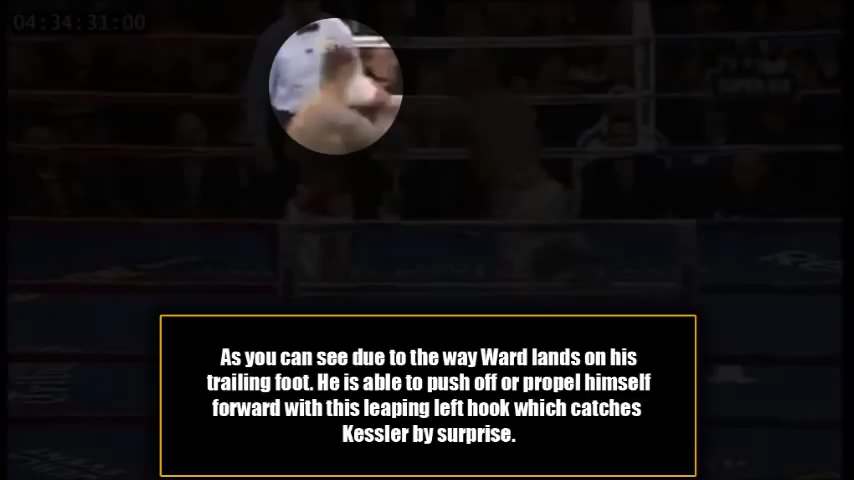 04:34:31:00
As you can see due to the way Ward lands on his
trailing foot. He is able to push off or propel himself
forward with this leaping left hook which catches
Kessler by surprise.